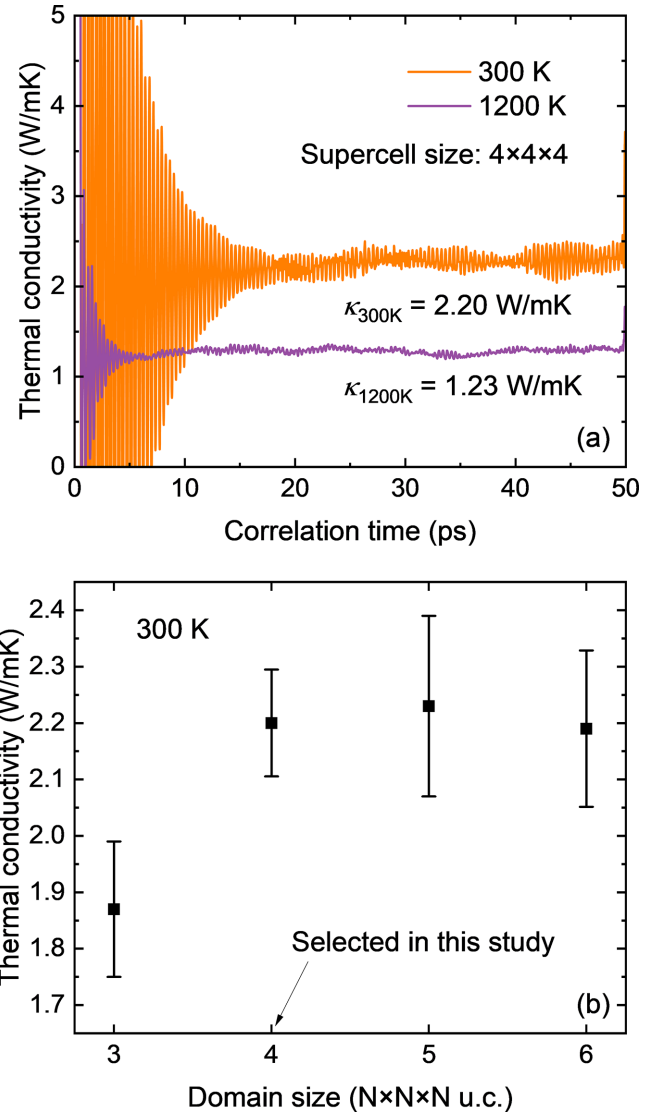 5
4
3
2
1
0
Thermal conductivity (W/mK)
300 K
1200 K
Supercell size: 4×4×4
κ300K = 2.20 W/mK
κ1200K = 1.23 W/mK
(a)
0 10 20 30 40 50
Correlation time (ps)
2.4
2.3
2.2
2.1
2.0
1.9
1.8
1.7
Thermal conductivity (W/mK)
300 K
Selected in this study
(b)
3 4 5 6
Domain size (N×N×N u.c.)